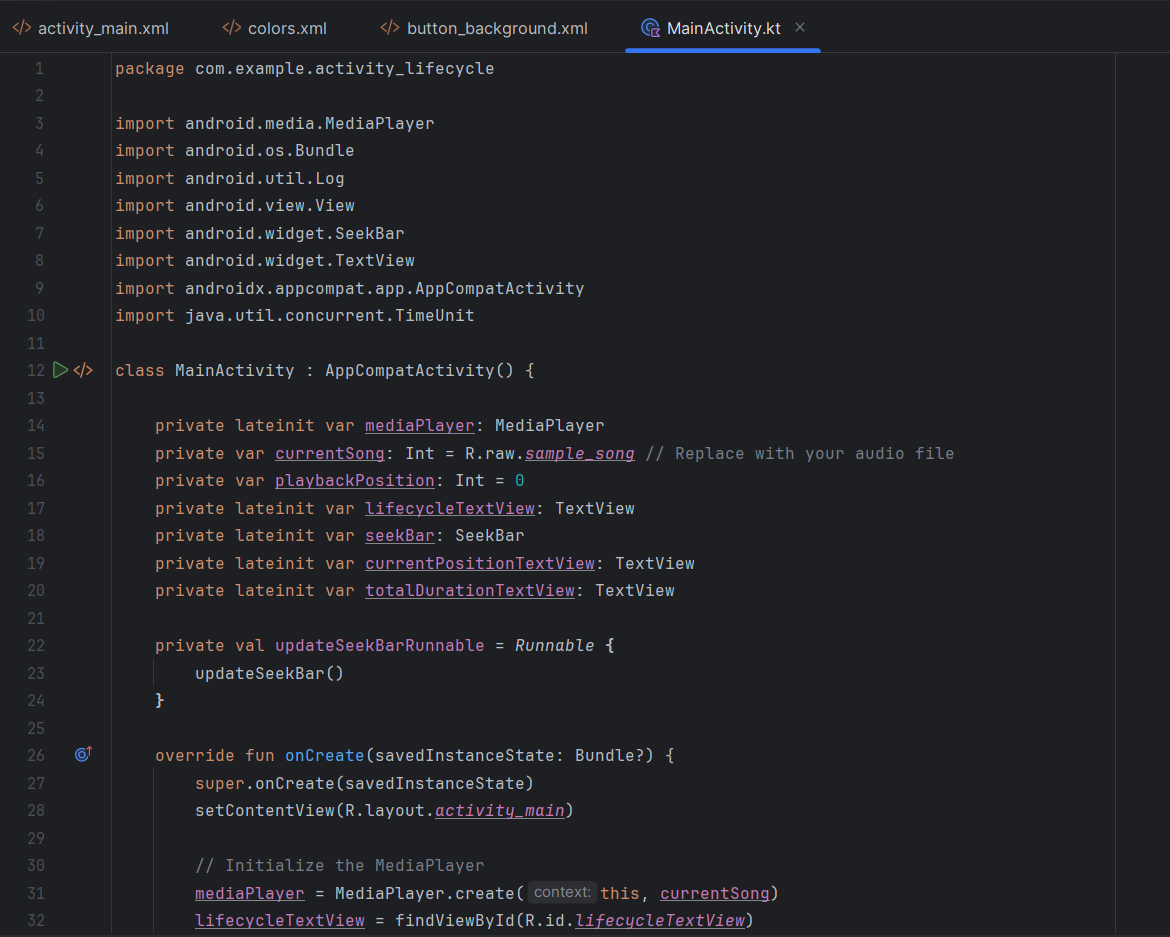 </> activity_main.xml </> colors.xml </> button_background.xml MainActivity.kt ×
1 package com.example.activity_lifecycle
2
3 import android.media.MediaPlayer
4 import android.os.Bundle
5 import android.util.Log
6 import android.view.View
7 import android.widget.SeekBar
8 import android.widget.TextView
9 import androidx.appcompat.app.AppCompatActivity
10 import java.util.concurrent.TimeUnit
11
12 </> class MainActivity : AppCompatActivity() {
13
14 private lateinit var mediaPlayer: MediaPlayer
15 private var currentSong: Int = R.raw.sample_song // Replace with your audio file
16 private var playbackPosition: Int = 0
17 private lateinit var lifecycleTextView: TextView
18 private lateinit var seekBar: SeekBar
19 private lateinit var currentPositionTextView: TextView
20 private lateinit var totalDurationTextView: TextView
21
22 private val updateSeekBarRunnable = Runnable {
23 updateSeekBar()
24 }
25
26 override fun onCreate(savedInstanceState: Bundle?) {
27 super.onCreate(savedInstanceState)
28 setContentView(R.layout.activity_main)
29
30 // Initialize the MediaPlayer
31 mediaPlayer = MediaPlayer.create( context: this, currentSong)
32 lifecycleTextView = findViewById(R.id.lifecycleTextView)